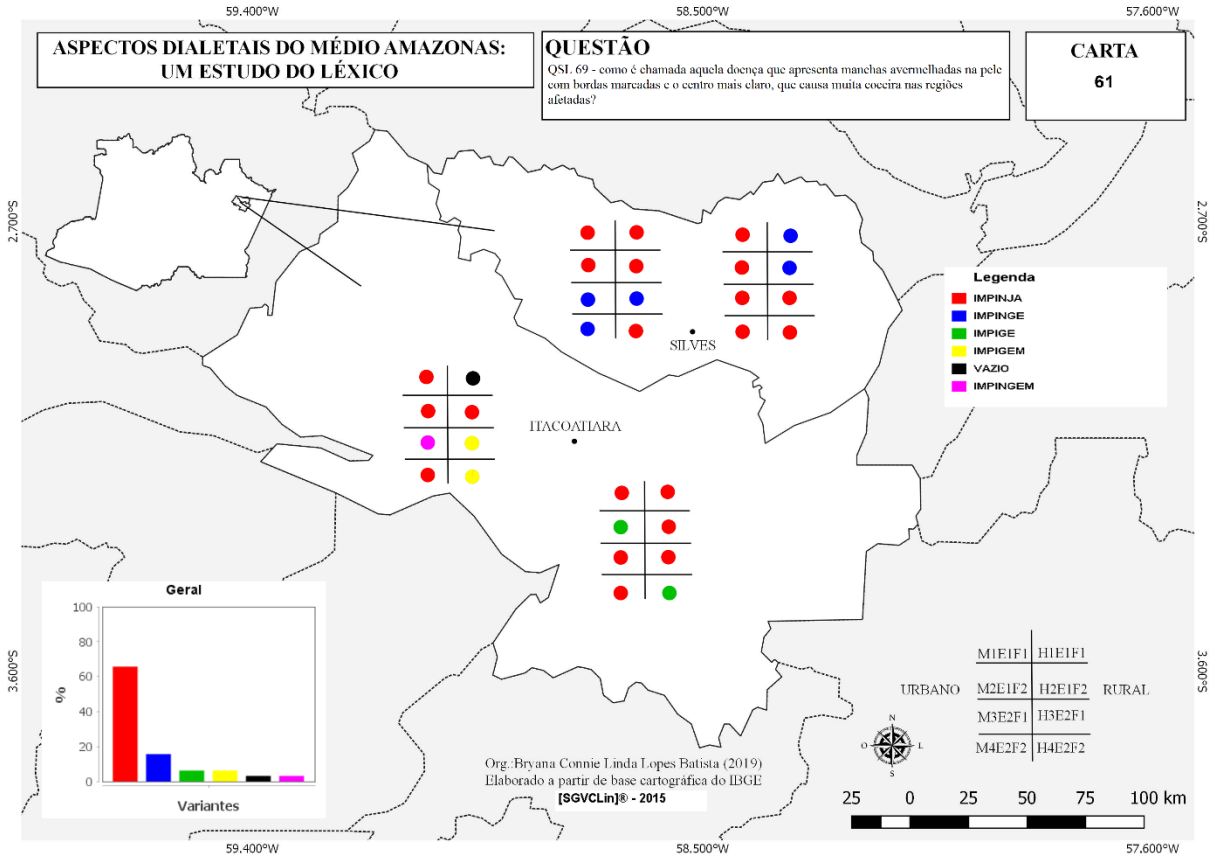 59.400°W
58.500°W
57.600°W
ASPECTOS DIALETAIS DO MÉDIO AMAZONAS:
UM ESTUDO DO LÉXICO
QUESTÃO
QSL 69 - como é chamada aquela doença que apresenta manchas avermelhadas na pele
com bordas marcadas e o centro mais claro, que causa muita coceira nas regiões
afetadas?
CARTA
61
2.700°S
2.700°S
Legenda
IMPINJA
IMPINGE
IMPIGE
IMPIGEM
VAZIO
IMPINGEM
SILVES
ITACOATIARA
Geral
100
80
60
40
20
0
%
Variantes
3.600°S
3.600°S
M1E1F1 H1E1F1
URBANO M2E1F2 H2E1F2 RURAL
M3E2F1 H3E2F1
M4E2F2 H4E2F2
N
O L
S
Org.:Bryana Connie Linda Lopes Batista (2019)
Elaborado a partir de base cartográfica do IBGE
[SGVCLin]® - 2015
25 0 25 50 75 100 km
59.400°W
58.500°W
57.600°W